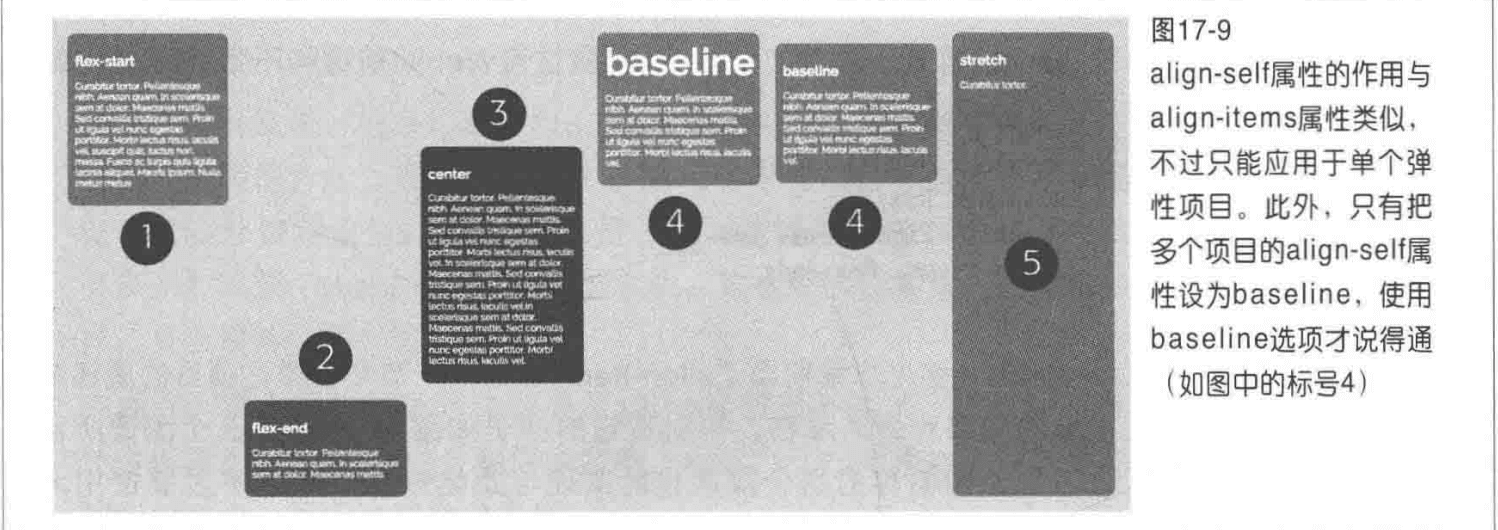 flex-start
Curabitur tortor. Pellentesque
nibh. Aenean quam. In scelerisque
sem at dolor. Maecenas mattis.
Sed convallis tristique sem. Proin
ut ligula vel nunc egestas
porttitor. Morbi lectus risus, iaculis
vel, suscipit quis, luctus non,
massa. Fusce ac turpis quis ligula
lacinia aliquet. Mauris ipsum. Nulla
metus metus
1
2
flex-end
Curabitur tortor. Pellentesque
nibh. Aenean quam. In scelerisque
sem at dolor. Maecenas mattis.
3
center
Curabitur tortor. Pellentesque
nibh. Aenean quam. In scelerisque
sem at dolor. Maecenas mattis.
Sed convallis tristique sem. Proin
ut ligula vel nunc egestas
porttitor. Morbi lectus risus, iaculis
vel. In scelerisque sem at dolor.
Maecenas mattis. Sed convallis
tristique sem. Proin ut ligula vel
nunc egestas porttitor. Morbi
lectus risus, iaculis vel.In
scelerisque sem at dolor.
Maecenas mattis. Sed convallis
tristique sem. Proin ut ligula vel
nunc egestas porttitor. Morbi
lectus risus, iaculis vel.
baseline
Curabitur tortor. Pellentesque
nibh. Aenean quam. In scelerisque
sem at dolor. Maecenas mattis.
Sed convallis tristique sem. Proin
ut ligula vel nunc egestas
porttitor. Morbi lectus risus, iaculis
vel.
4
baseline
Curabitur tortor. Pellentesque
nibh. Aenean quam. In scelerisque
sem at dolor. Maecenas mattis.
Sed convallis tristique sem. Proin
ut ligula vel nunc egestas
porttitor. Morbi lectus risus, iaculis
vel.
4
stretch
Curabitur tortor.
5
图17-9
align-self属性的作用与
align-items属性类似，
不过只能应用于单个弹
性项目。此外，只有把
多个项目的align-self属
性设为baseline，使用
baseline选项才说得通
（如图中的标号4）